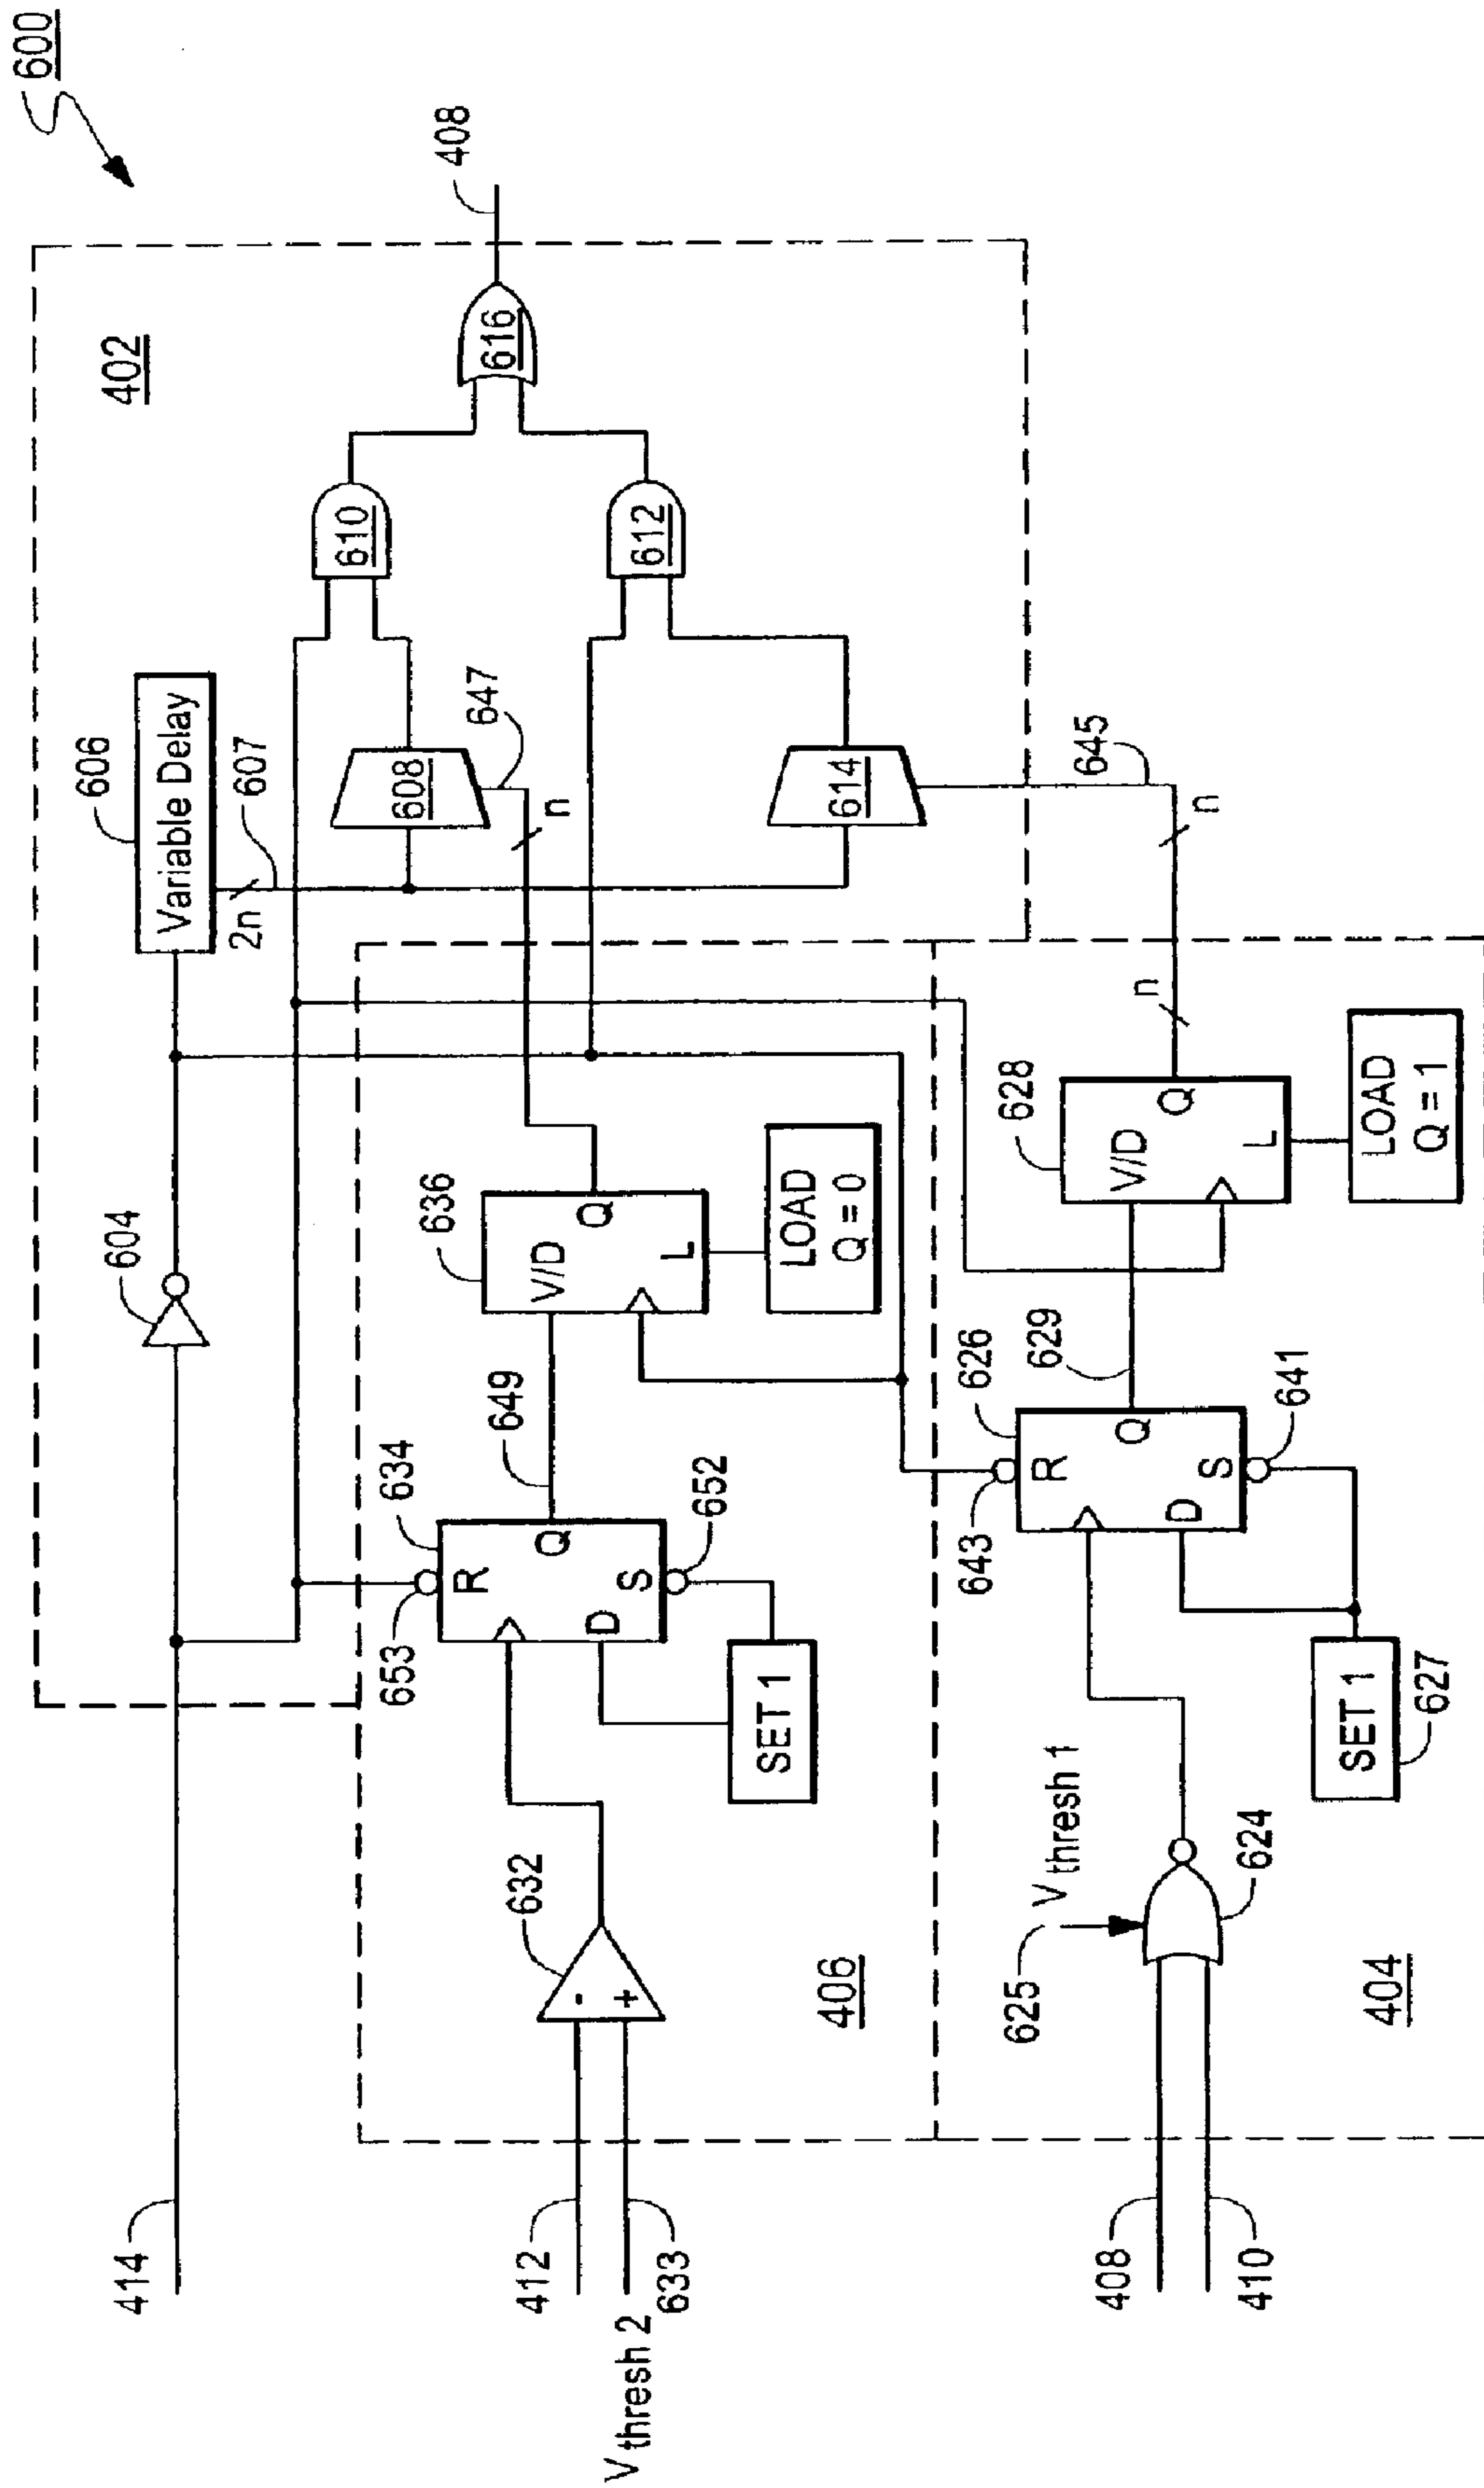 600
402
408
606
Variable Delay
607
2n
604
610
616
612
608
647
n
614
645
n
n
636
V/D
Q
L
LOAD
Q = 0
628
V/D
Q
L
LOAD
Q = 1
649
634
653
R
Q
D
S
652
SET 1
629
626
643
R
Q
D
S
641
SET 1
627
632
-
+
406
625
V thresh 1
624
404
414
412
633
V thresh 2
408
410